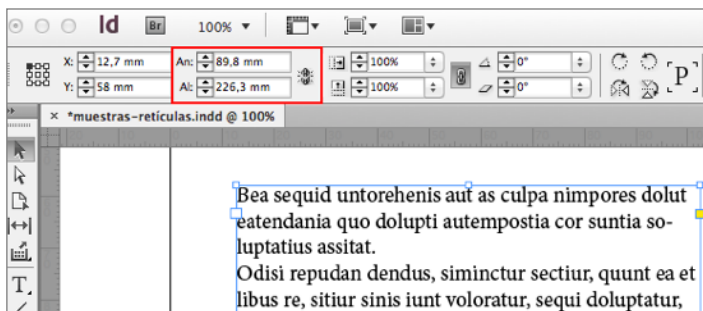 Id Br 100%
X: 12,7 mm An: 89,8 mm 100% 0°
Y: 58 mm Al: 226,3 mm 100% 0° P
× *muestras-retículas.indd @ 100%
T
Bea sequid untorehenis aut as culpa nimpores dolut
eatendania quo dolupti autempostia cor suntia so-
luptatius assitat.
Odisi repudan dendus, siminctur sectiur, quunt ea et
libus re, sitiur sinis iunt voloratur, sequi doluptatur,